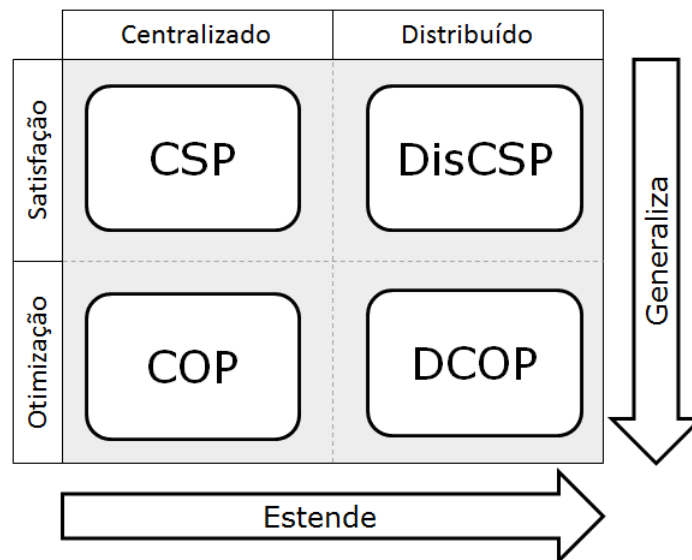 Centralizado
Distribuído
Satisfação
CSP
DisCSP
Generaliza
Otimização
COP
DCOP
Estende